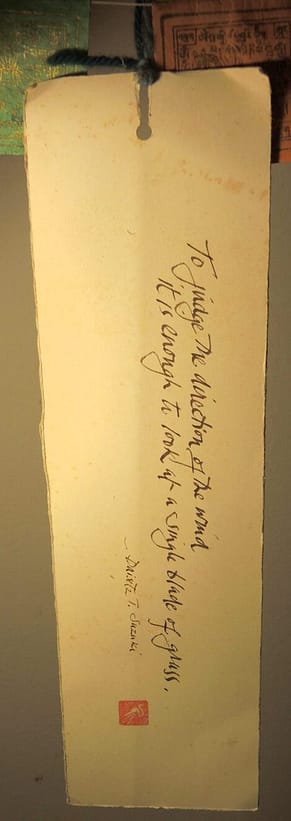 To judge the direction of the wind
it is enough to look at a single blade of grass.
Daisetz T. Suzuki